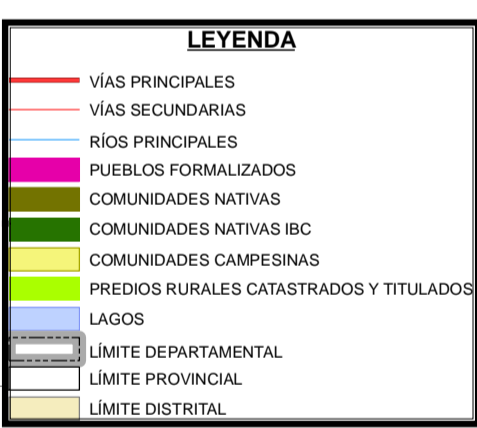 LEYENDA
VÍAS PRINCIPALES
VÍAS SECUNDARIAS
RÍOS PRINCIPALES
PUEBLOS FORMALIZADOS
COMUNIDADES NATIVAS
COMUNIDADES NATIVAS IBC
COMUNIDADES CAMPESINAS
PREDIOS RURALES CATASTRADOS Y TITULADOS
LAGOS
LÍMITE DEPARTAMENTAL
LÍMITE PROVINCIAL
LÍMITE DISTRITAL